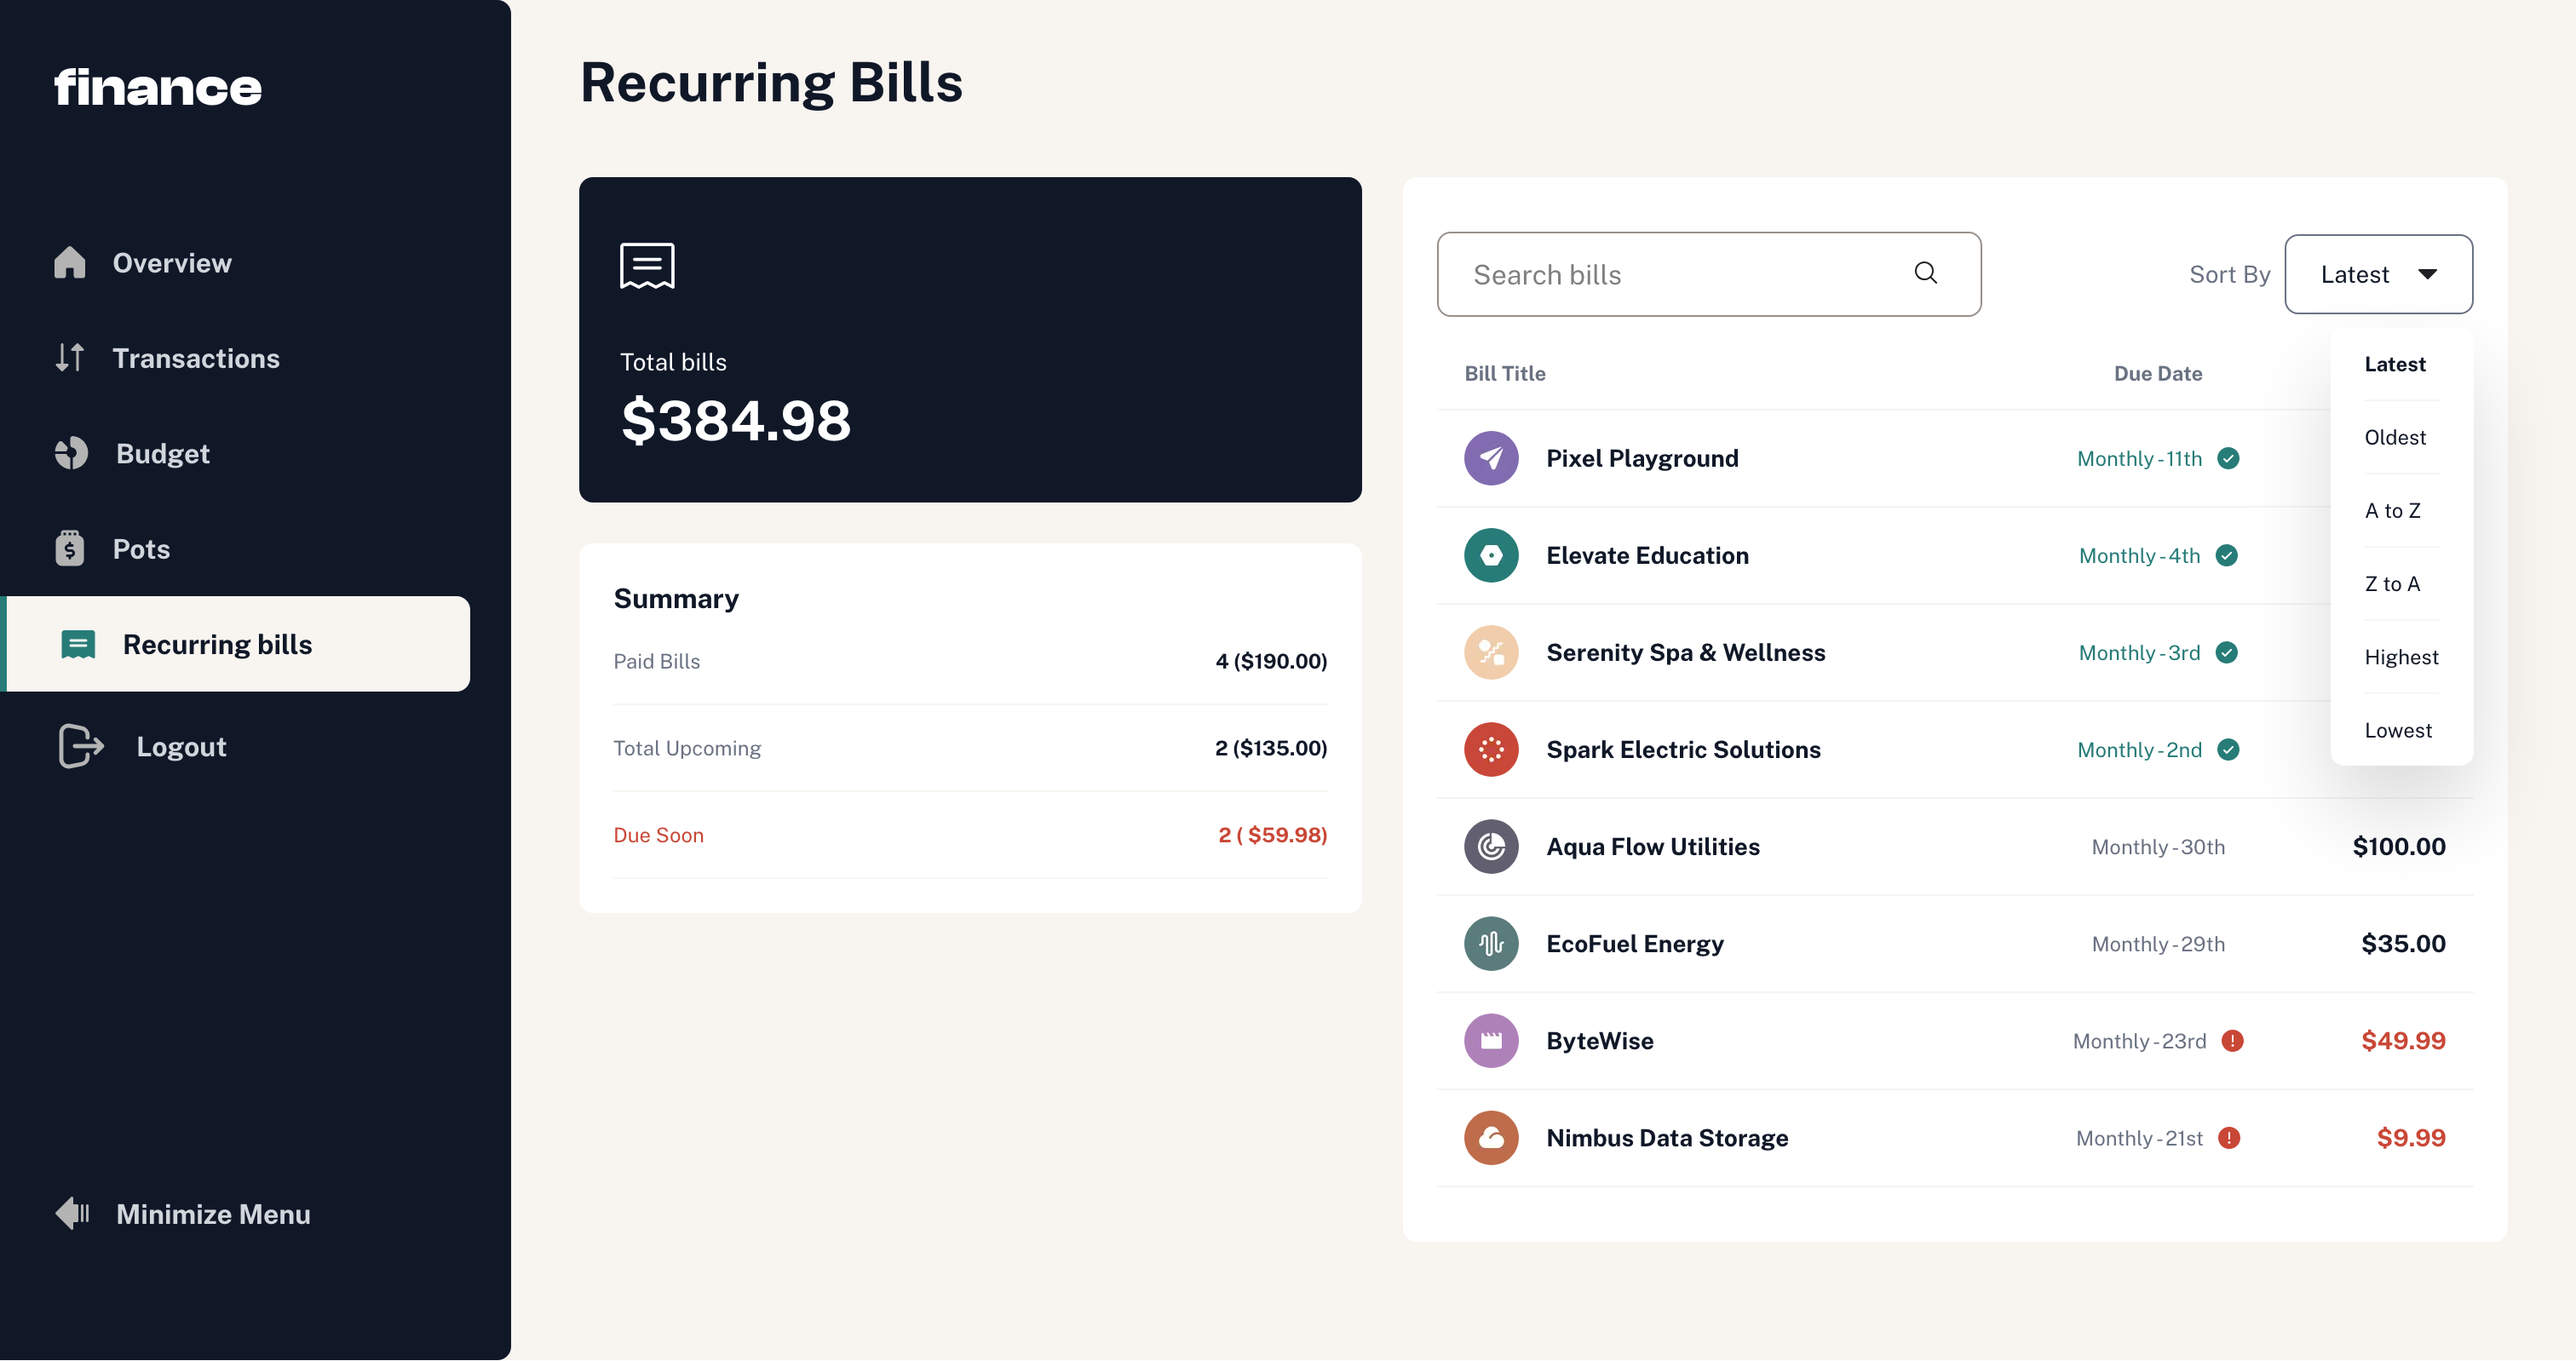 finance
Overview
Transactions
Budget
Pots
Recurring bills
Logout
Minimize Menu
Recurring Bills
Total bills
$384.98
Summary
Paid Bills 4 ($190.00)
Total Upcoming 2 ($135.00)
Due Soon 2 ( $59.98)
Search bills
Sort By Latest
Latest
Oldest
A to Z
Z to A
Highest
Lowest
Bill Title Due Date
Pixel Playground Monthly - 11th
Elevate Education Monthly - 4th
Serenity Spa & Wellness Monthly - 3rd
Spark Electric Solutions Monthly - 2nd
Aqua Flow Utilities Monthly - 30th $100.00
EcoFuel Energy Monthly - 29th $35.00
ByteWise Monthly - 23rd $49.99
Nimbus Data Storage Monthly - 21st $9.99